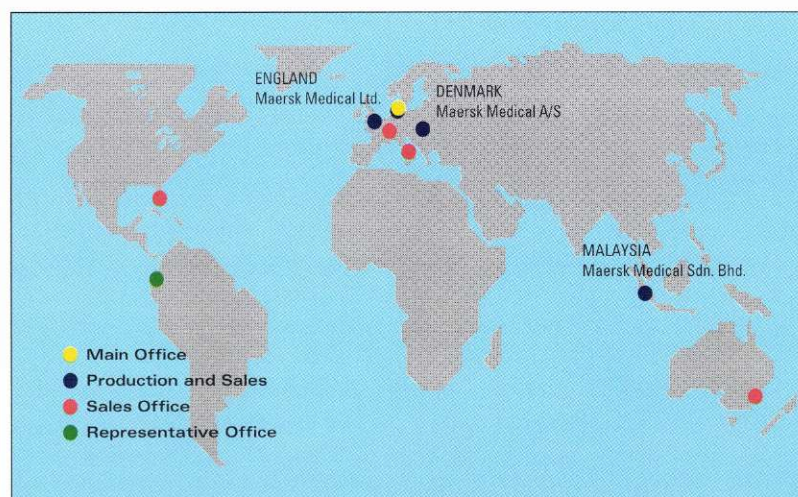 ENGLAND
Maersk Medical Ltd.
DENMARK
Maersk Medical A/S
MALAYSIA
Maersk Medical Sdn. Bhd.
Main Office
Production and Sales
Sales Office
Representative Office